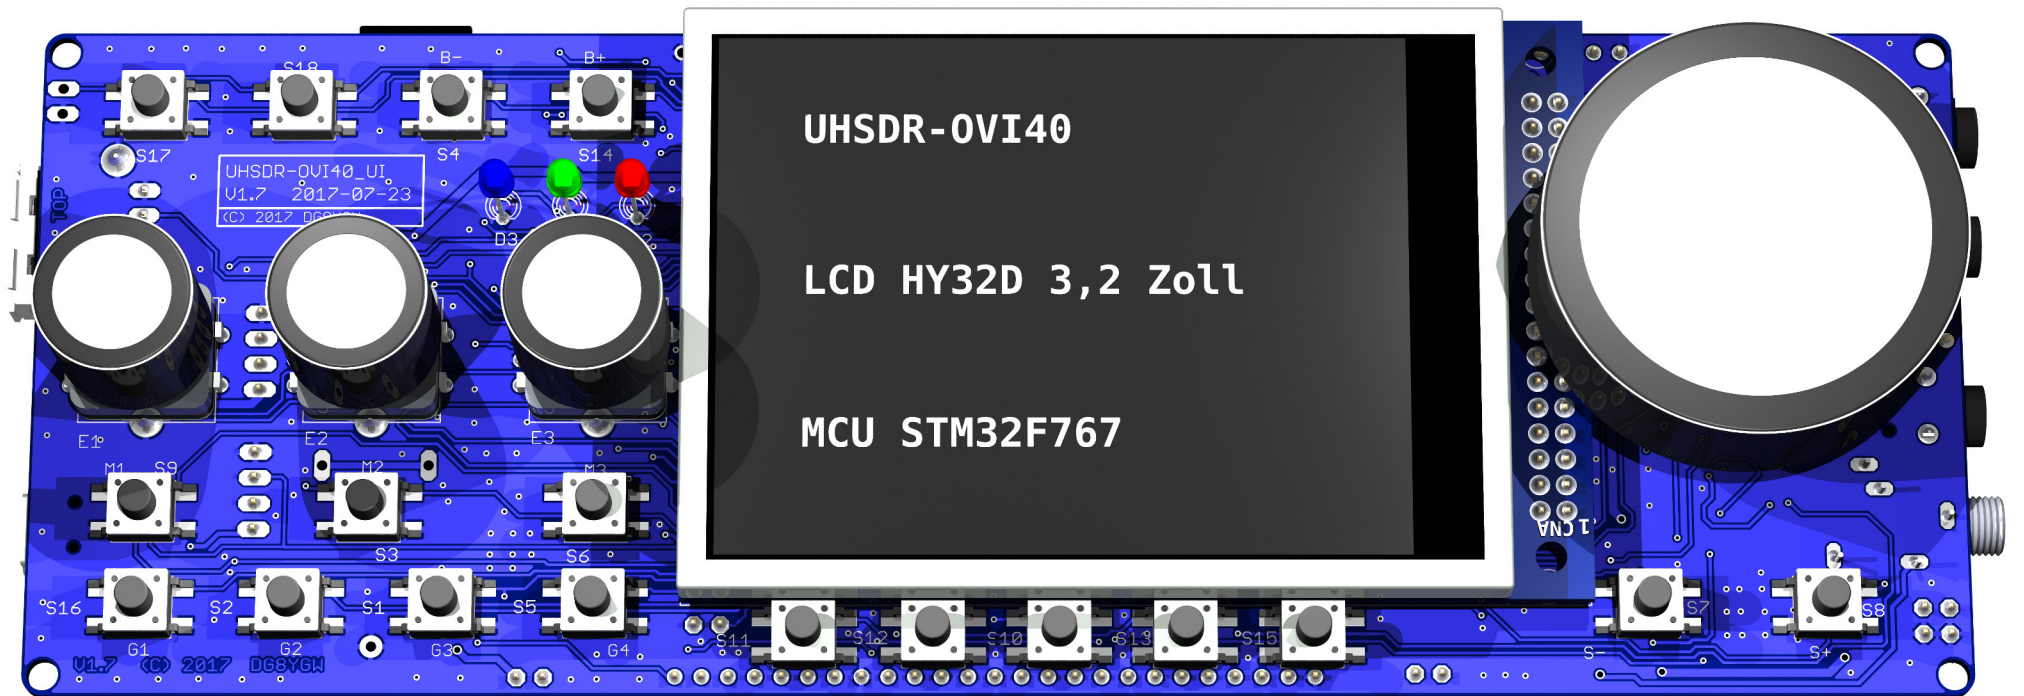 B-
B+
S18
S17
S4
S14
UHSDR-OVI40_UI
V1.7 2017-07-23
(C) 2017
TOP
D3
UHSDR-OVI40
LCD HY32D 3,2 Zoll
MCU STM32F767
E1
E2
E3
M1
S9
M2
M3
S3
S6
S16
S2
S1
S5
G1
G2
G3
G4
V1.7 (C) 2017 DG8YGW
S11
S12
S10
S13
S15
S7
S8
S-
S+